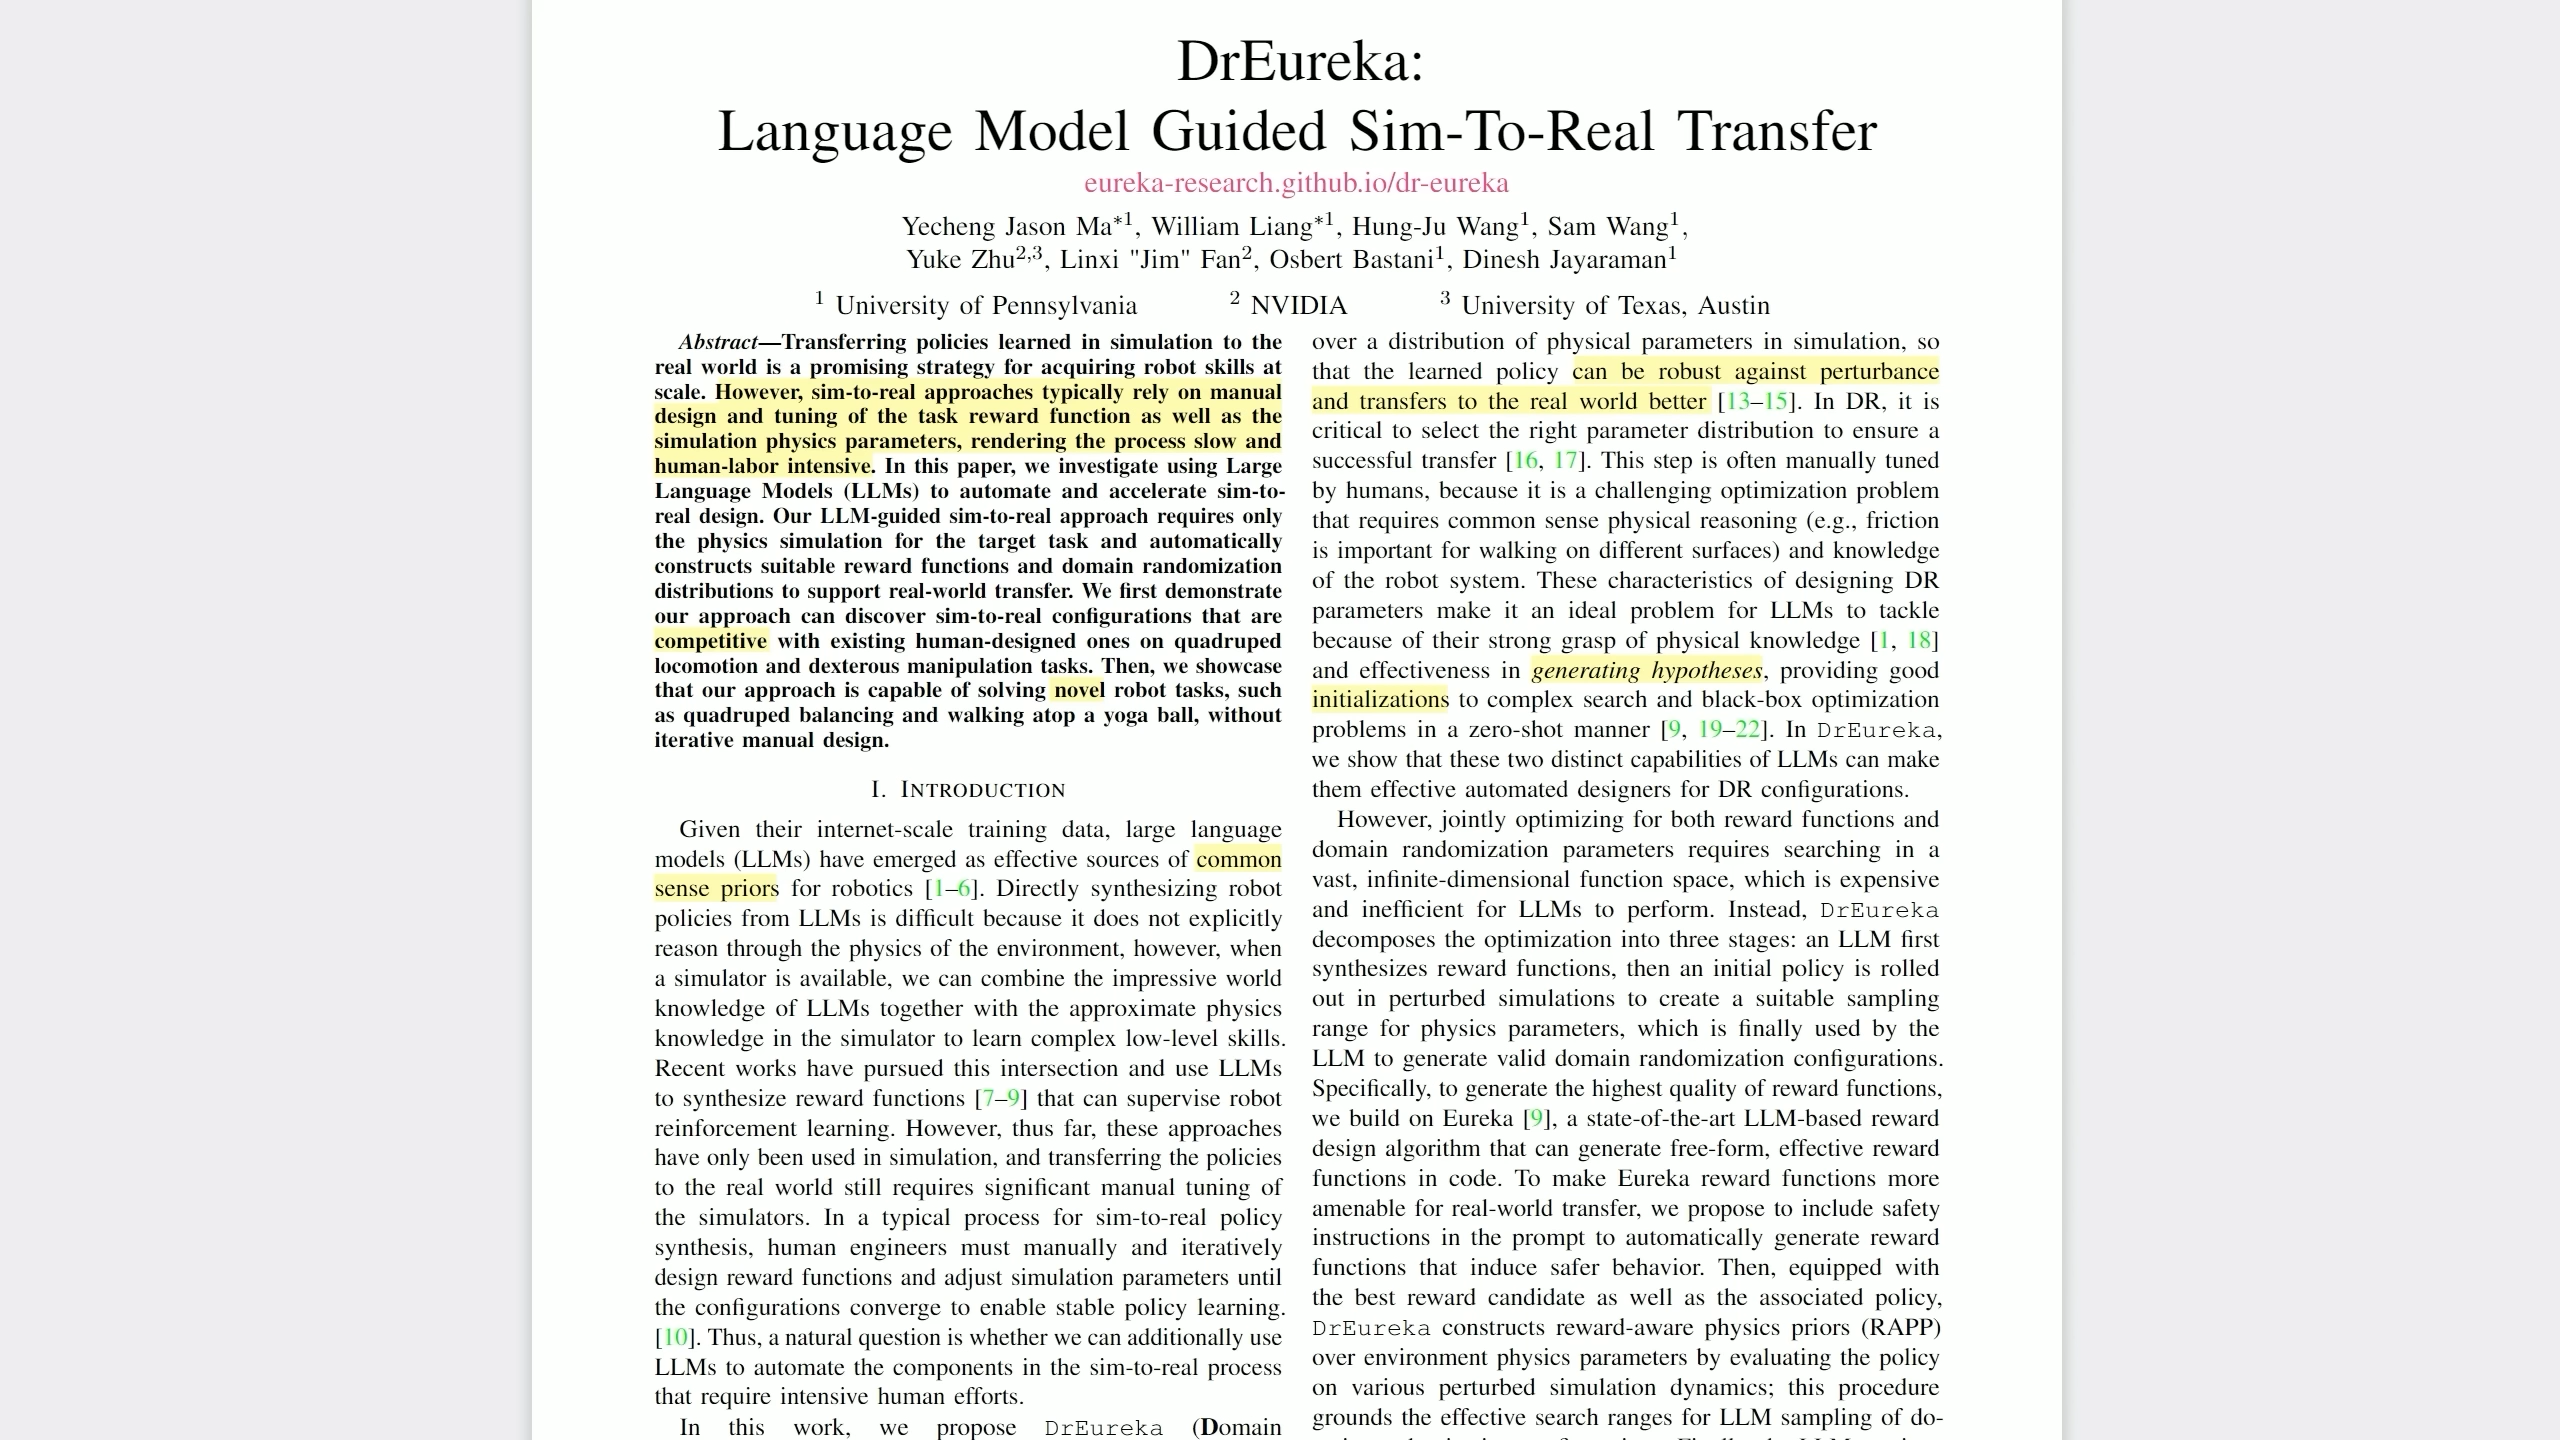 DrEureka:
Language Model Guided Sim-To-Real Transfer
eureka-research.github.io/dr-eureka
Yecheng Jason Ma*1, William Liang*1, Hung-Ju Wang1, Sam Wang1,
Yuke Zhu2,3, Linxi "Jim" Fan2, Osbert Bastani1, Dinesh Jayaraman1
1 University of Pennsylvania 2 NVIDIA 3 University of Texas, Austin
Abstract—Transferring policies learned in simulation to the
real world is a promising strategy for acquiring robot skills at
scale. However, sim-to-real approaches typically rely on manual
design and tuning of the task reward function as well as the
simulation physics parameters, rendering the process slow and
human-labor intensive. In this paper, we investigate using Large
Language Models (LLMs) to automate and accelerate sim-to-
real design. Our LLM-guided sim-to-real approach requires only
the physics simulation for the target task and automatically
constructs suitable reward functions and domain randomization
distributions to support real-world transfer. We first demonstrate
our approach can discover sim-to-real configurations that are
competitive with existing human-designed ones on quadruped
locomotion and dexterous manipulation tasks. Then, we showcase
that our approach is capable of solving novel robot tasks, such
as quadruped balancing and walking atop a yoga ball, without
iterative manual design.
I. INTRODUCTION
Given their internet-scale training data, large language
models (LLMs) have emerged as effective sources of common
sense priors for robotics [1–6]. Directly synthesizing robot
policies from LLMs is difficult because it does not explicitly
reason through the physics of the environment, however, when
a simulator is available, we can combine the impressive world
knowledge of LLMs together with the approximate physics
knowledge in the simulator to learn complex low-level skills.
Recent works have pursued this intersection and use LLMs
to synthesize reward functions [7–9] that can supervise robot
reinforcement learning. However, thus far, these approaches
have only been used in simulation, and transferring the policies
to the real world still requires significant manual tuning of
the simulators. In a typical process for sim-to-real policy
synthesis, human engineers must manually and iteratively
design reward functions and adjust simulation parameters until
the configurations converge to enable stable policy learning.
[10]. Thus, a natural question is whether we can additionally use
LLMs to automate the components in the sim-to-real process
that require intensive human efforts.
In this work, we propose DrEureka (Domain
over a distribution of physical parameters in simulation, so
that the learned policy can be robust against perturbance
and transfers to the real world better [13–15]. In DR, it is
critical to select the right parameter distribution to ensure a
successful transfer [16, 17]. This step is often manually tuned
by humans, because it is a challenging optimization problem
that requires common sense physical reasoning (e.g., friction
is important for walking on different surfaces) and knowledge
of the robot system. These characteristics of designing DR
parameters make it an ideal problem for LLMs to tackle
because of their strong grasp of physical knowledge [1, 18]
and effectiveness in generating hypotheses, providing good
initializations to complex search and black-box optimization
problems in a zero-shot manner [9, 19–22]. In DrEureka,
we show that these two distinct capabilities of LLMs can make
them effective automated designers for DR configurations.
However, jointly optimizing for both reward functions and
domain randomization parameters requires searching in a
vast, infinite-dimensional function space, which is expensive
and inefficient for LLMs to perform. Instead, DrEureka
decomposes the optimization into three stages: an LLM first
synthesizes reward functions, then an initial policy is rolled
out in perturbed simulations to create a suitable sampling
range for physics parameters, which is finally used by the
LLM to generate valid domain randomization configurations.
Specifically, to generate the highest quality of reward functions,
we build on Eureka [9], a state-of-the-art LLM-based reward
design algorithm that can generate free-form, effective reward
functions in code. To make Eureka reward functions more
amenable for real-world transfer, we propose to include safety
instructions in the prompt to automatically generate reward
functions that induce safer behavior. Then, equipped with
the best reward candidate as well as the associated policy,
DrEureka constructs reward-aware physics priors (RAPP)
over environment physics parameters by evaluating the policy
on various perturbed simulation dynamics; this procedure
grounds the effective search ranges for LLM sampling of do-